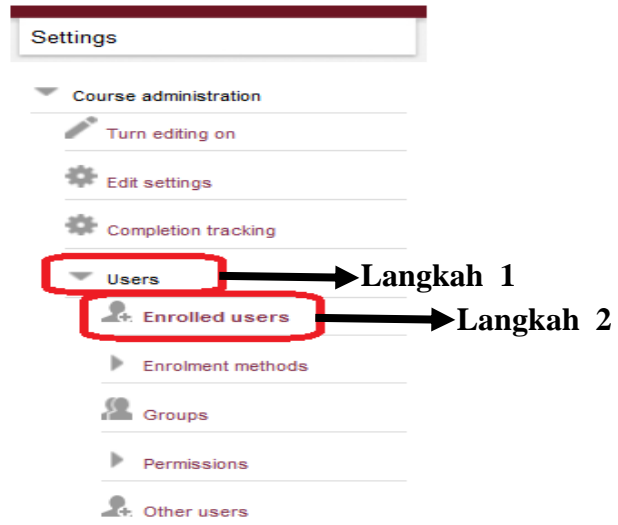 Settings
Course administration
Turn editing on
Edit settings
Completion tracking
Users
Langkah 1
Enrolled users
Langkah 2
Enrolment methods
Groups
Permissions
Other users